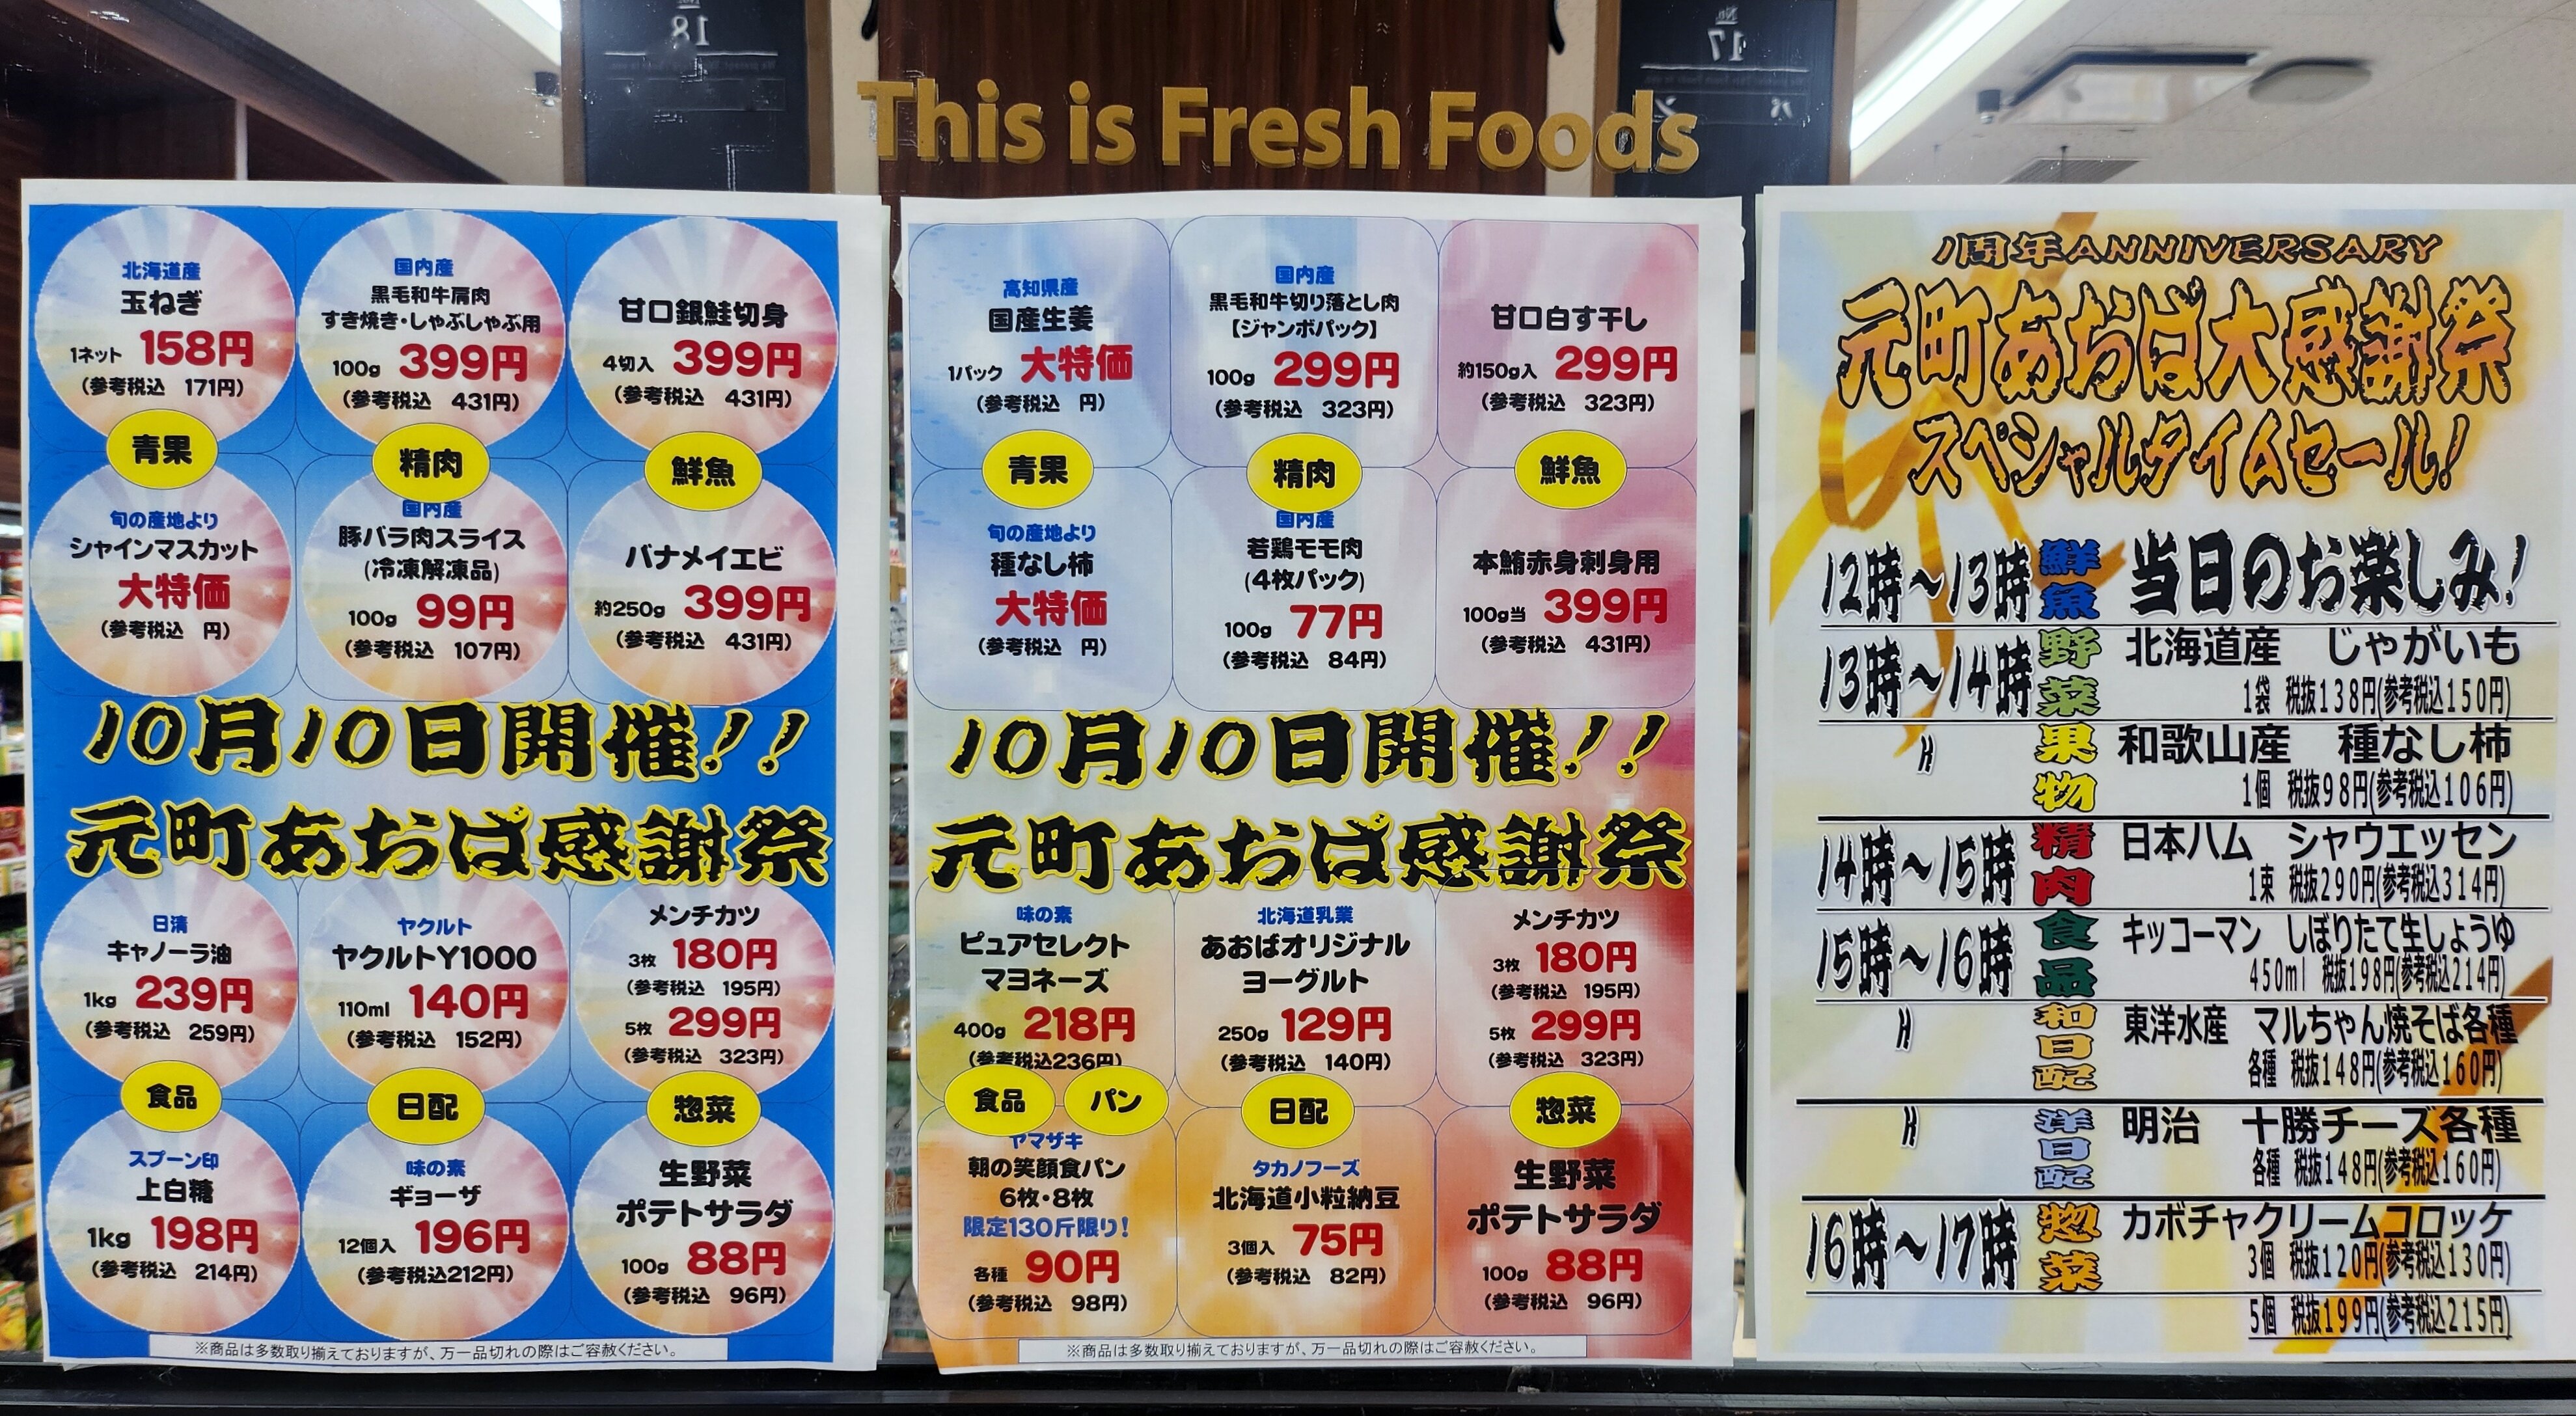 No. 18
No. 17
パン
This is Fresh Foods
北海道産
玉ねぎ
1ネット 158円
(参考税込 171円)
国内産
黒毛和牛肩肉
すき焼き・しゃぶしゃぶ用
100g 399円
(参考税込 431円)
甘口銀鮭切身
4切入 399円
(参考税込 431円)
青果
精肉
鮮魚
旬の産地より
シャインマスカット
大特価
(参考税込 円)
国内産
豚バラ肉スライス
(冷凍解凍品)
100g 99円
(参考税込 107円)
バナメイエビ
約250g 399円
(参考税込 431円)
10月10日開催!!
元町あおば感謝祭
日清
キャノーラ油
1kg 239円
(参考税込 259円)
ヤクルト
ヤクルトY1000
110ml 140円
(参考税込 152円)
メンチカツ
3枚 180円
(参考税込 195円)
5枚 299円
(参考税込 323円)
食品
日配
惣菜
スプーン印
上白糖
1kg 198円
(参考税込 214円)
味の素
ギョーザ
12個入 196円
(参考税込212円)
生野菜
ポテトサラダ
100g 88円
(参考税込 96円)
※商品は多数取り揃えておりますが、万一品切れの際はご容赦ください。
高知県産
国産生姜
1パック 大特価
(参考税込 円)
国内産
黒毛和牛切り落とし肉
【ジャンボパック】
100g 299円
(参考税込 323円)
甘口白す干し
約150g入 299円
(参考税込 323円)
青果
精肉
鮮魚
旬の産地より
種なし柿
大特価
(参考税込 円)
国内産
若鶏モモ肉
(4枚パック)
100g 77円
(参考税込 84円)
本鮪赤身刺身用
100g当 399円
(参考税込 431円)
10月10日開催!!
元町あおば感謝祭
味の素
ピュアセレクト
マヨネーズ
400g 218円
(参考税込236円)
北海道乳業
あおばオリジナル
ヨーグルト
250g 129円
(参考税込 140円)
メンチカツ
3枚 180円
(参考税込 195円)
5枚 299円
(参考税込 323円)
食品
パン
日配
惣菜
ヤマザキ
朝の笑顔食パン
6枚・8枚
限定130斤限り!
各種 90円
(参考税込 98円)
タカノフーズ
北海道小粒納豆
3個入 75円
(参考税込 82円)
生野菜
ポテトサラダ
100g 88円
(参考税込 96円)
※商品は多数取り揃えておりますが、万一品切れの際はご容赦ください。
1周年ANNIVERSARY
元町あおば大感謝祭
スペシャルタイムセール!
12時～13時 鮮魚 当日のお楽しみ!
13時～14時 野菜 北海道産 じゃがいも
1袋 税抜138円(参考税込150円)
〃 果物 和歌山産 種なし柿
1個 税抜98円(参考税込106円)
14時～15時 精肉 日本ハム シャウエッセン
1束 税抜290円(参考税込314円)
15時～16時 食品 キッコーマン しぼりたて生しょうゆ
450ml 税抜198円(参考税込214円)
〃 和日配 東洋水産 マルちゃん焼そば各種
各種 税抜148円(参考税込160円)
〃 洋日配 明治 十勝チーズ各種
各種 税抜148円(参考税込160円)
16時～17時 惣菜 カボチャクリームコロッケ
3個 税抜120円(参考税込130円)
5個 税抜199円(参考税込215円)